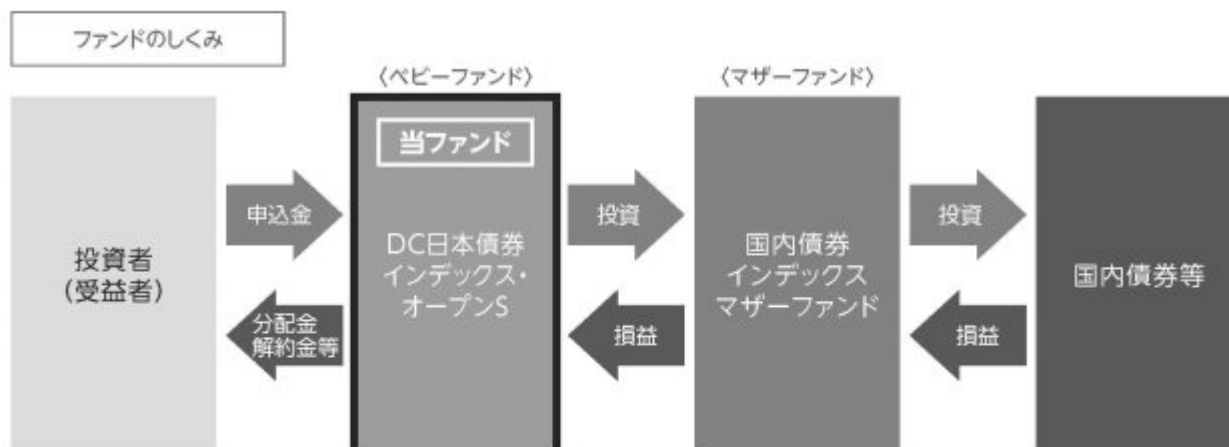 ファンドのしくみ
〈ベビーファンド〉
〈マザーファンド〉
投資者
(受益者)
申込金
分配金
解約金等
当ファンド
DC日本債券
インデックス・
オープンS
投資
損益
国内債券
インデックス
マザーファンド
投資
損益
国内債券等